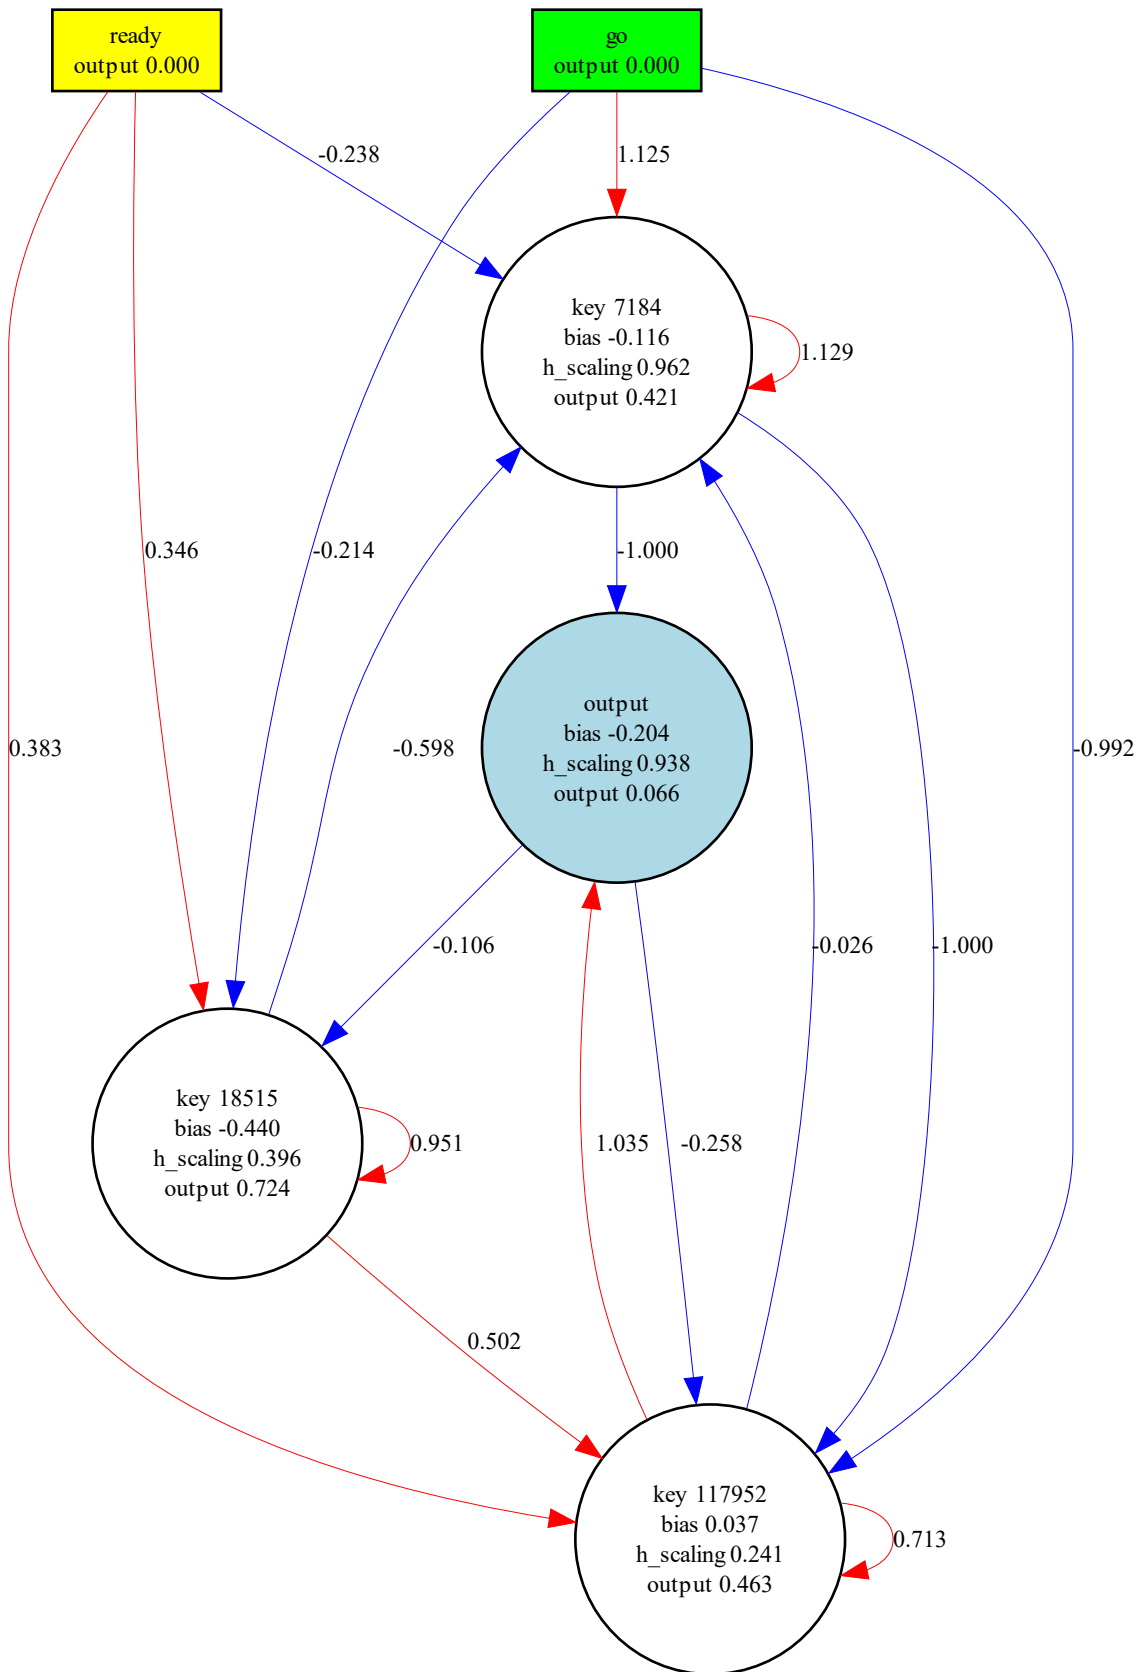 ready
output 0.000
go
output 0.000
-0.238
1.125
key 7184
bias -0.116
h_scaling 0.962
output 0.421
1.129
0.346
-0.214
-1.000
output
bias -0.204
h_scaling 0.938
output 0.066
0.383
-0.598
-0.992
-0.106
-0.026
-1.000
key 18515
bias -0.440
h_scaling 0.396
output 0.724
0.951
1.035
-0.258
0.502
key 117952
bias 0.037
h_scaling 0.241
output 0.463
0.713